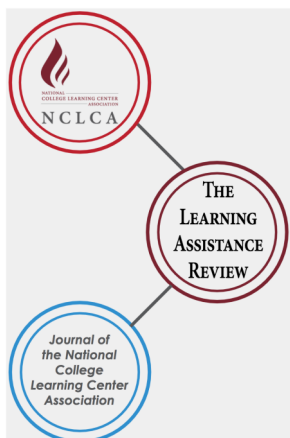 NATIONAL
COLLEGE LEARNING CENTER
ASSOCIATION
NCLCA
THE
LEARNING
ASSISTANCE
REVIEW
Journal of
the National
College
Learning Center
Association